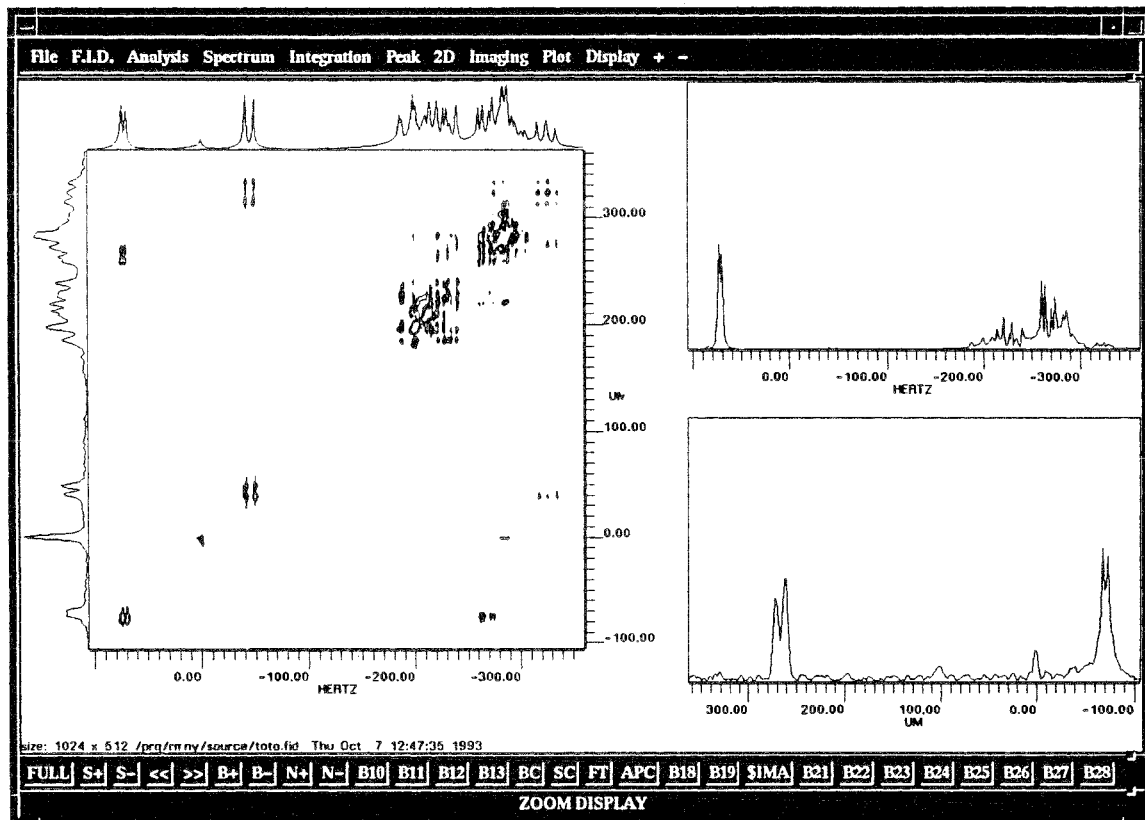 File F.I.D. Analysis Spectrum Integration Peak 2D Imaging Plot Display + -
300.00
200.00
UM
100.00
0.00
-100.00
0.00 -100.00 -200.00 -300.00
HERTZ
0.00 -100.00 -200.00 -300.00
HERTZ
300.00 200.00 100.00 0.00 -100.00
UM
size: 1024 x 512 /prg/rmny/source/toto.fid Thu Oct 7 12:47:35 1993
FULL S+ S- << >> B+ B- N+ N- B10 B11 B12 B13 BC SC FT APC B18 B19 $IMA B21 B22 B23 B24 B25 B26 B27 B28
ZOOM DISPLAY